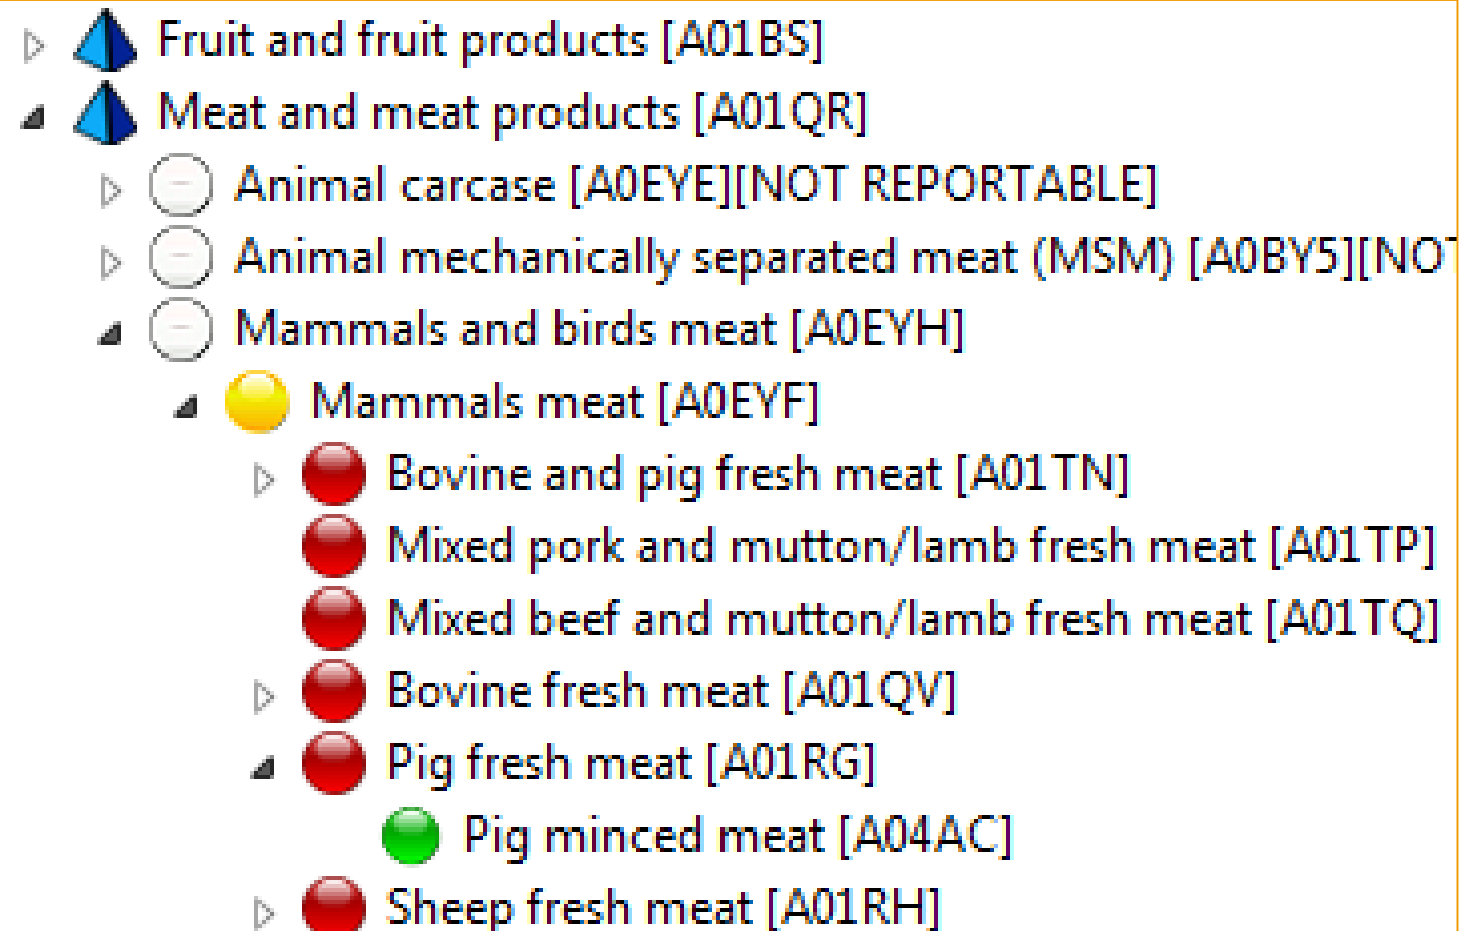 Fruit and fruit products [A01BS]
Meat and meat products [A01QR]
Animal carcase [A0EYE][NOT REPORTABLE]
Animal mechanically separated meat (MSM) [A0BY5][NOT
Mammals and birds meat [A0EYH]
Mammals meat [A0EYF]
Bovine and pig fresh meat [A01TN]
Mixed pork and mutton/lamb fresh meat [A01TP]
Mixed beef and mutton/lamb fresh meat [A01TQ]
Bovine fresh meat [A01QV]
Pig fresh meat [A01RG]
Pig minced meat [A04AC]
Sheep fresh meat [A01RH]